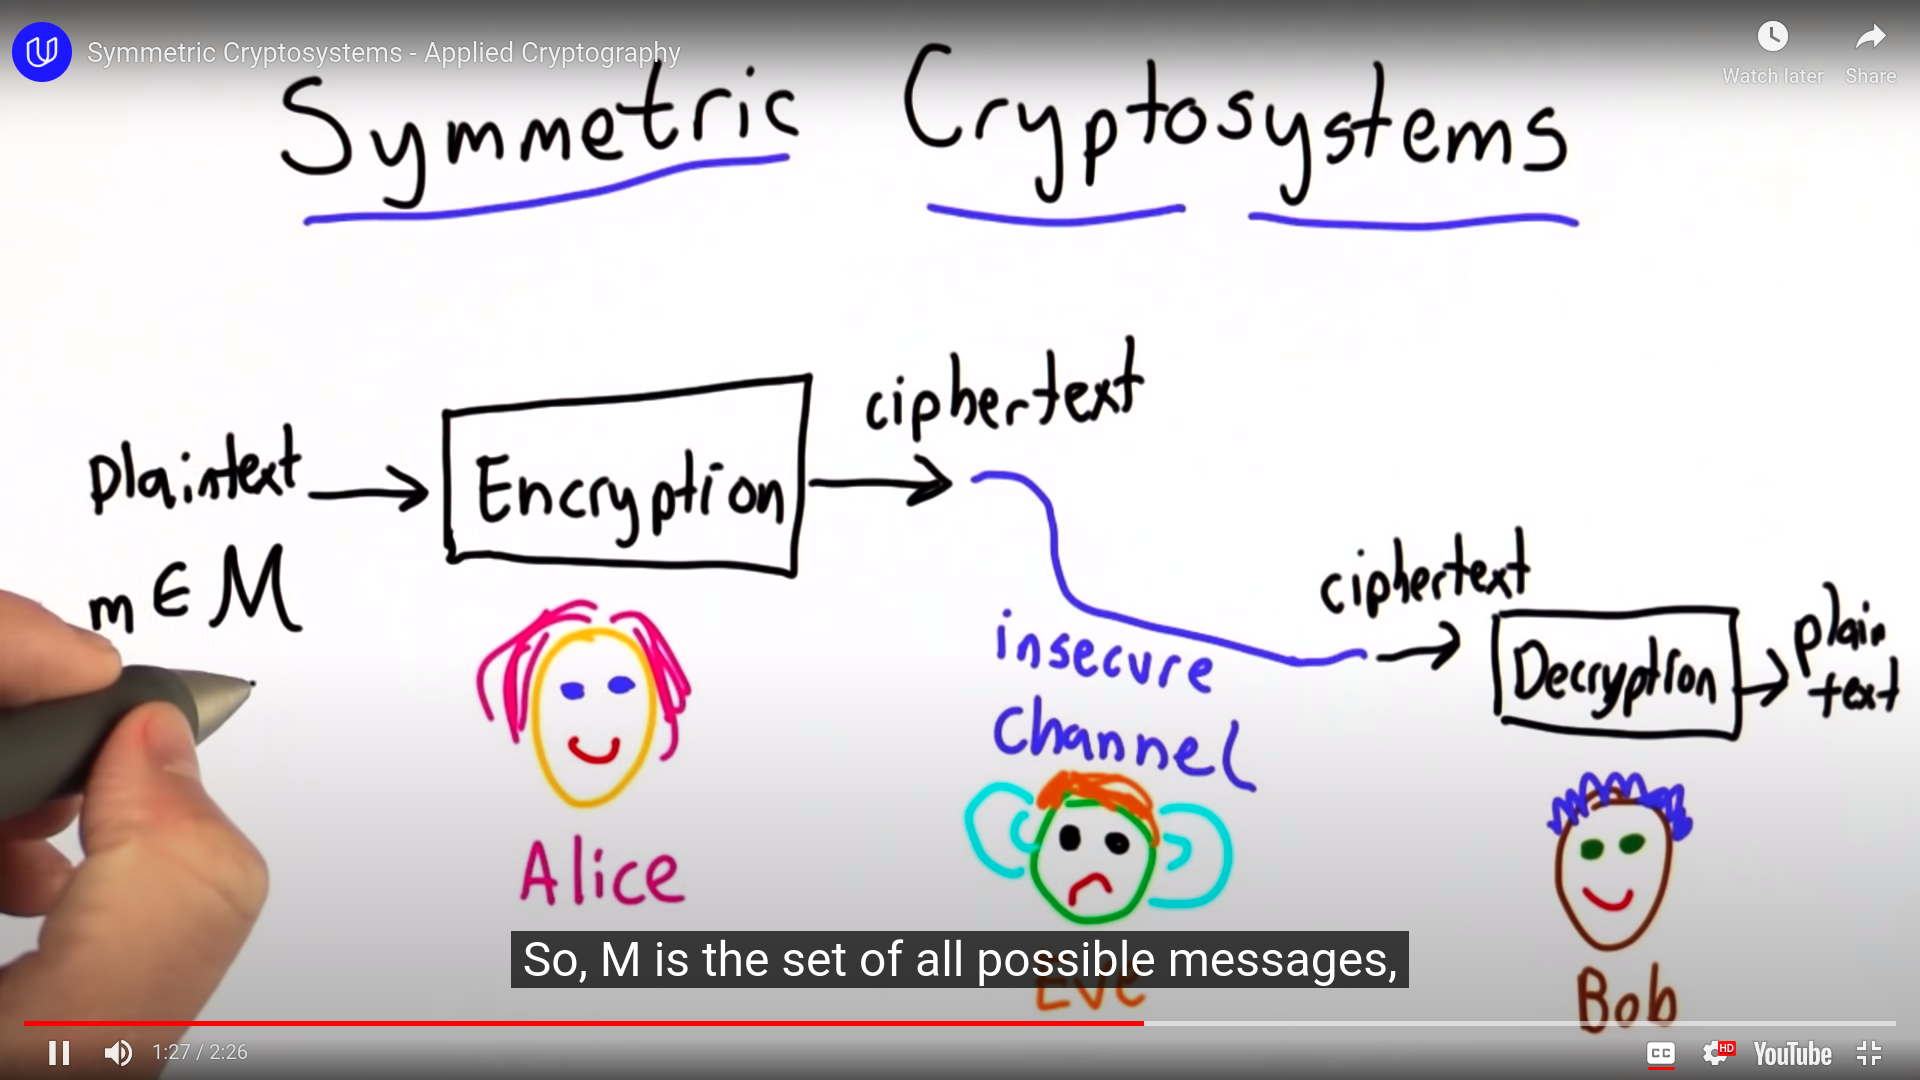 Symmetric Cryptosystems - Applied Cryptography
Watch later
Share
Symmetric Cryptosystems
ciphertext
plaintext
Encryption
m ∈ M
ciphertext
insecure
channel
Decryption
plain
text
Alice
So, M is the set of all possible messages,
Eve
Bob
1:27 / 2:26
CC
HD
YouTube